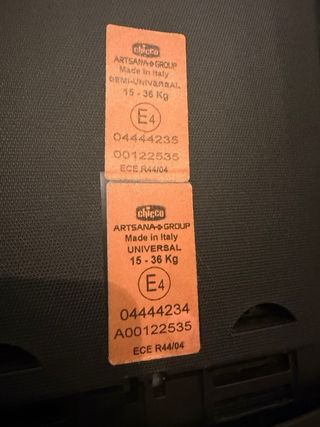 chicco
ARTSANA GROUP
Made in Italy
DEMI-UNIVERSAL
15 - 36 Kg
E4
04444235
00122535
ECE R44/04
chicco
ARTSANA GROUP
Made in Italy
UNIVERSAL
15 - 36 Kg
E4
04444234
A00122535
ECE R44/04